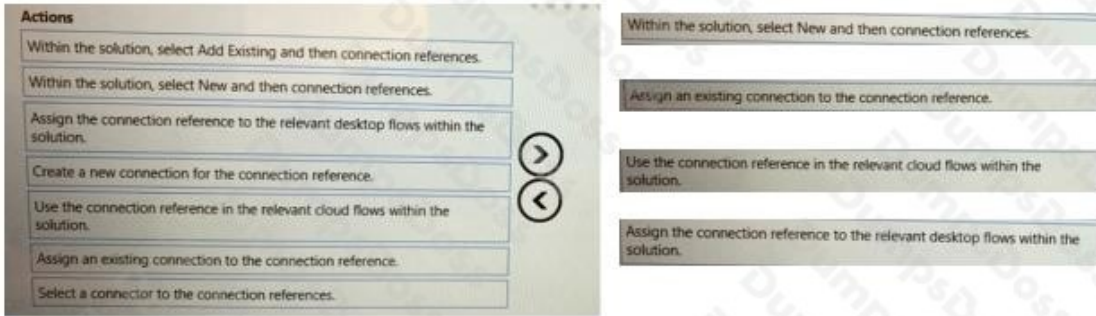 Actions
Within the solution, select Add Existing and then connection references.
Within the solution, select New and then connection references.
Assign the connection reference to the relevant desktop flows within the
solution.
Create a new connection for the connection reference.
Use the connection reference in the relevant cloud flows within the
solution.
Assign an existing connection to the connection reference.
Select a connector to the connection references.
Within the solution, select New and then connection references.
Assign an existing connection to the connection reference.
Use the connection reference in the relevant cloud flows within the
solution.
Assign the connection reference to the relevant desktop flows within the
solution.